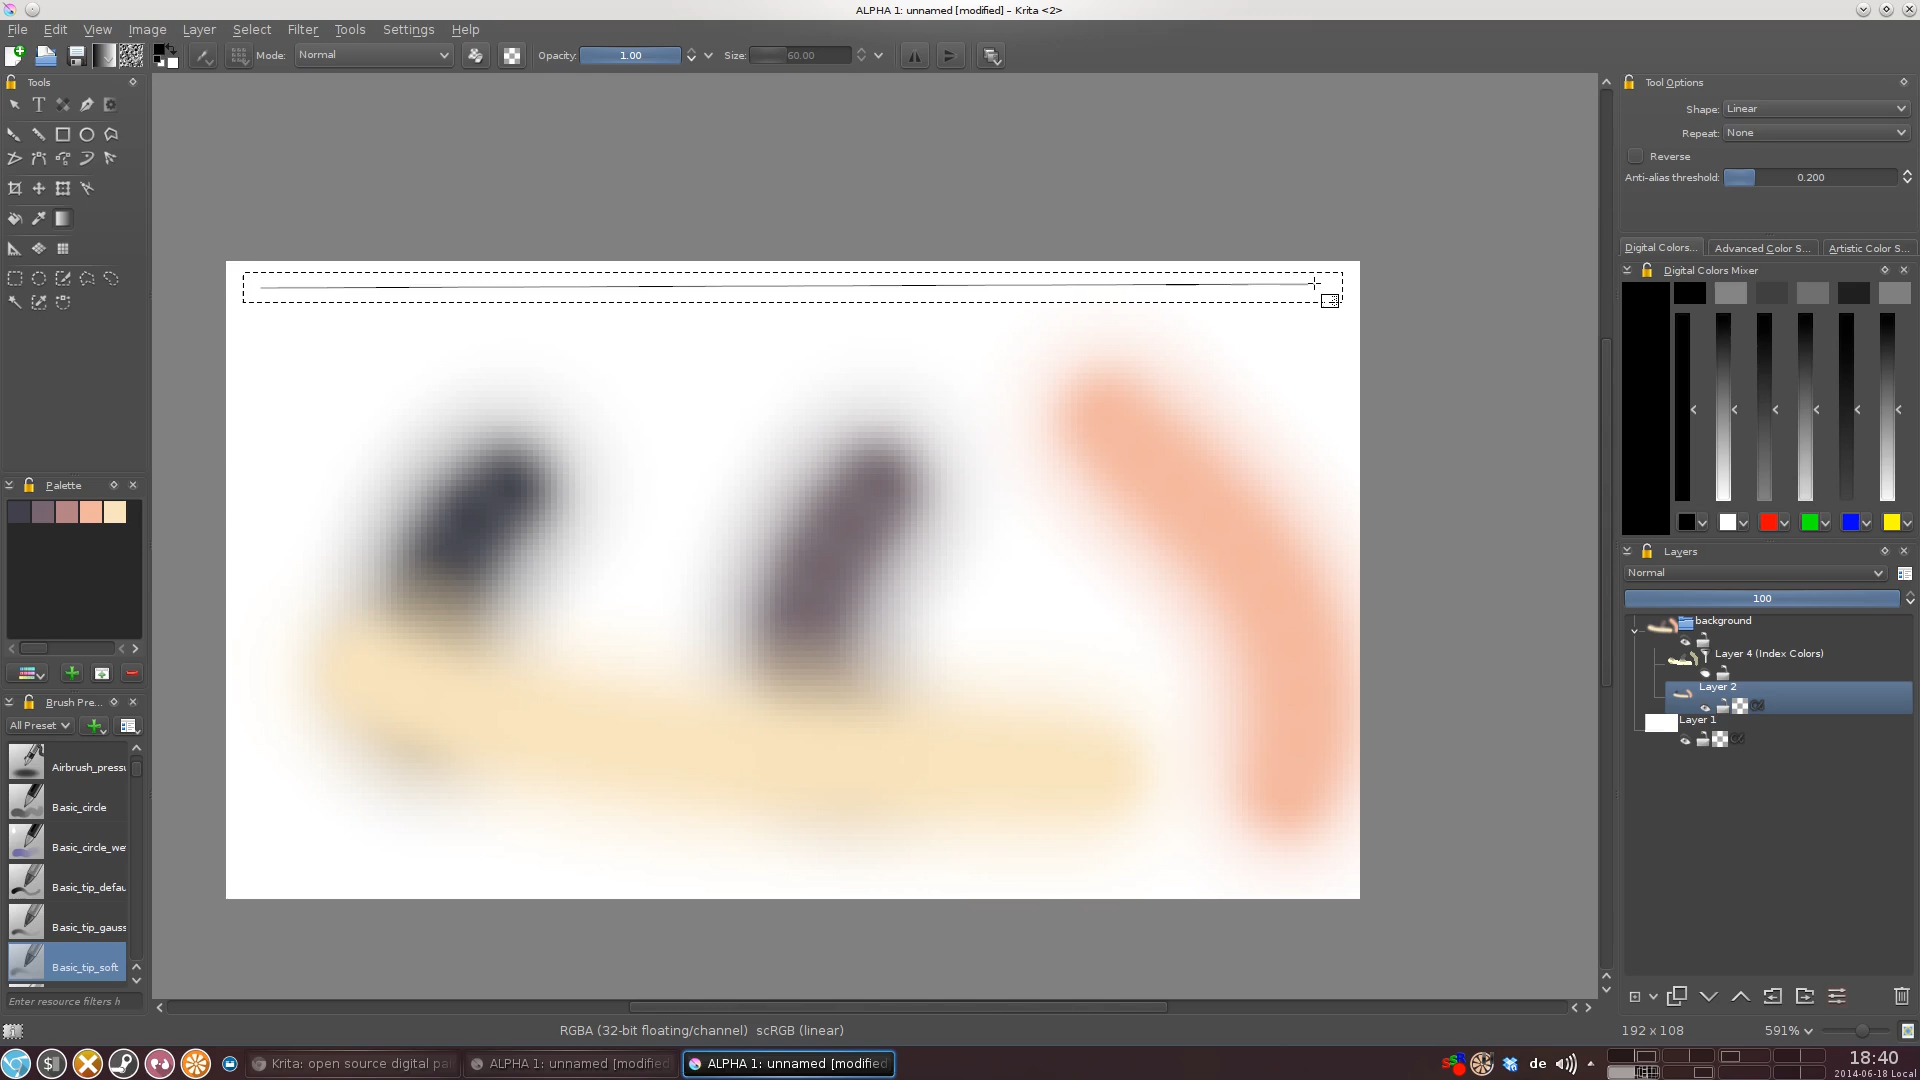 ALPHA 1: unnamed [modified] – Krita <2>
File Edit View Image Layer Select Filter Tools Settings Help
Mode: Normal Opacity: 1.00 Size: 60.00
Tools
Tool Options
Shape: Linear
Repeat: None
Reverse
Anti-alias threshold: 0.200
Digital Colors... Advanced Color S... Artistic Color S...
Digital Colors Mixer
Palette
Brush Pre...
All Preset
Airbrush_pressu
Basic_circle
Basic_circle_we
Basic_tip_defau
Basic_tip_gauss
Basic_tip_soft
Enter resource filters h
Layers
Normal
100
background
Layer 4 (Index Colors)
Layer 2
Layer 1
RGBA (32-bit floating/channel) scRGB (linear)
192 x 108 591%
Krita: open source digital pa
ALPHA 1: unnamed [modified
ALPHA 1: unnamed [modified
de
18:40
2014-06-18 Local